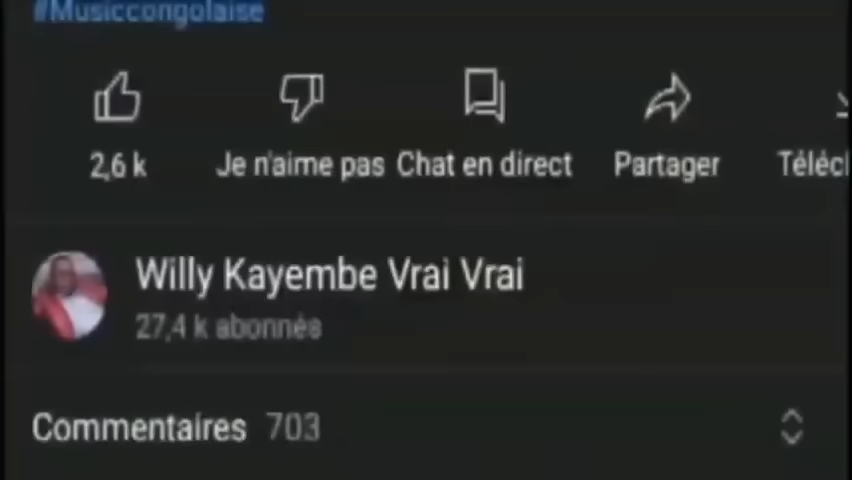 #Musiccongolaise
2,6 k Je n'aime pas Chat en direct Partager Téléch
Willy Kayembe Vrai Vrai
27,4 k abonnés
Commentaires 703